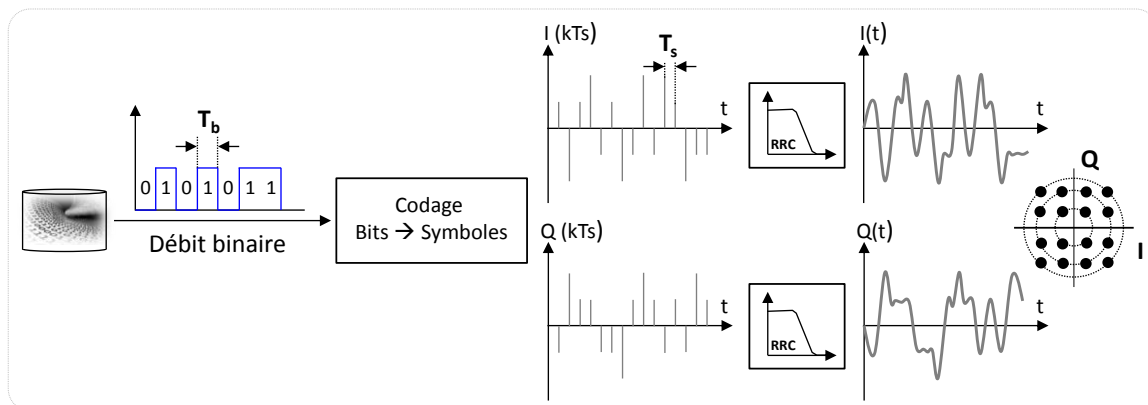 T_b
0 1 0 1 0 1 1
Débit binaire
Codage
Bits → Symboles
I (kTs)
T_s
t
RRC
I(t)
t
Q (kTs)
t
RRC
Q(t)
t
Q
I